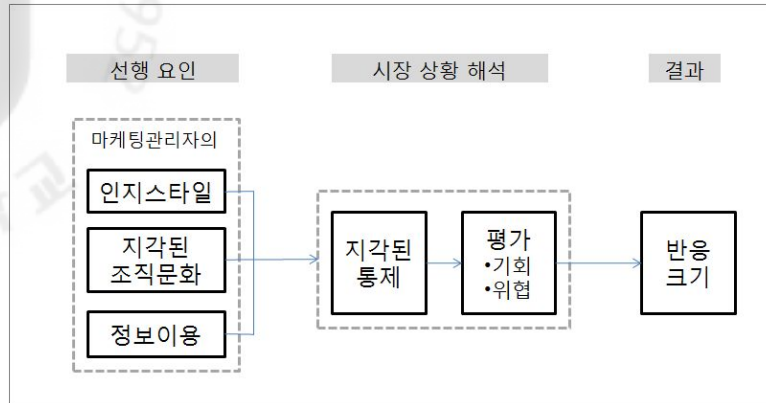 선행 요인
시장 상황 해석
결과
마케팅관리자의
인지스타일
지각된
조직문화
정보이용
지각된
통제
평가
•기회
•위협
반응
크기